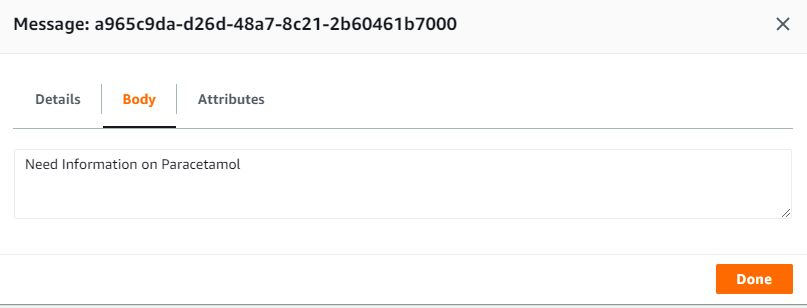 Message: a965c9da-d26d-48a7-8c21-2b60461b7000
Details
Body
Attributes
Need Information on Paracetamol
Done